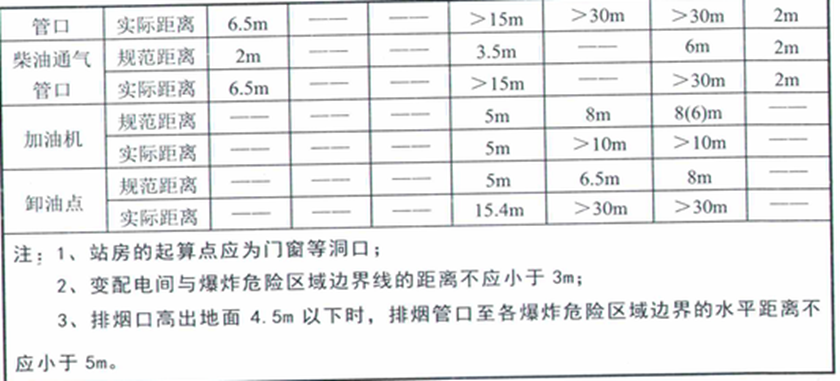 管口 实际距离 6.5m —— —— >15m >30m >30m 2m
柴油通气 规范距离 2m —— —— 3.5m —— 6m 2m
管口 实际距离 6.5m —— —— >15m —— >30m 2m
加油机 规范距离 —— —— —— 5m 8m 8(6)m ——
实际距离 —— —— —— 5m >10m >10m ——
卸油点 规范距离 —— —— —— 5m 6.5m 8m ——
实际距离 —— —— —— 15.4m >30m >30m ——
注：1、站房的起算点应为门窗等洞口；
2、变配电间与爆炸危险区域边界线的距离不应小于 3m；
3、排烟口高出地面 4.5m 以下时，排烟管口至各爆炸危险区域边界的水平距离不
应小于 5m。